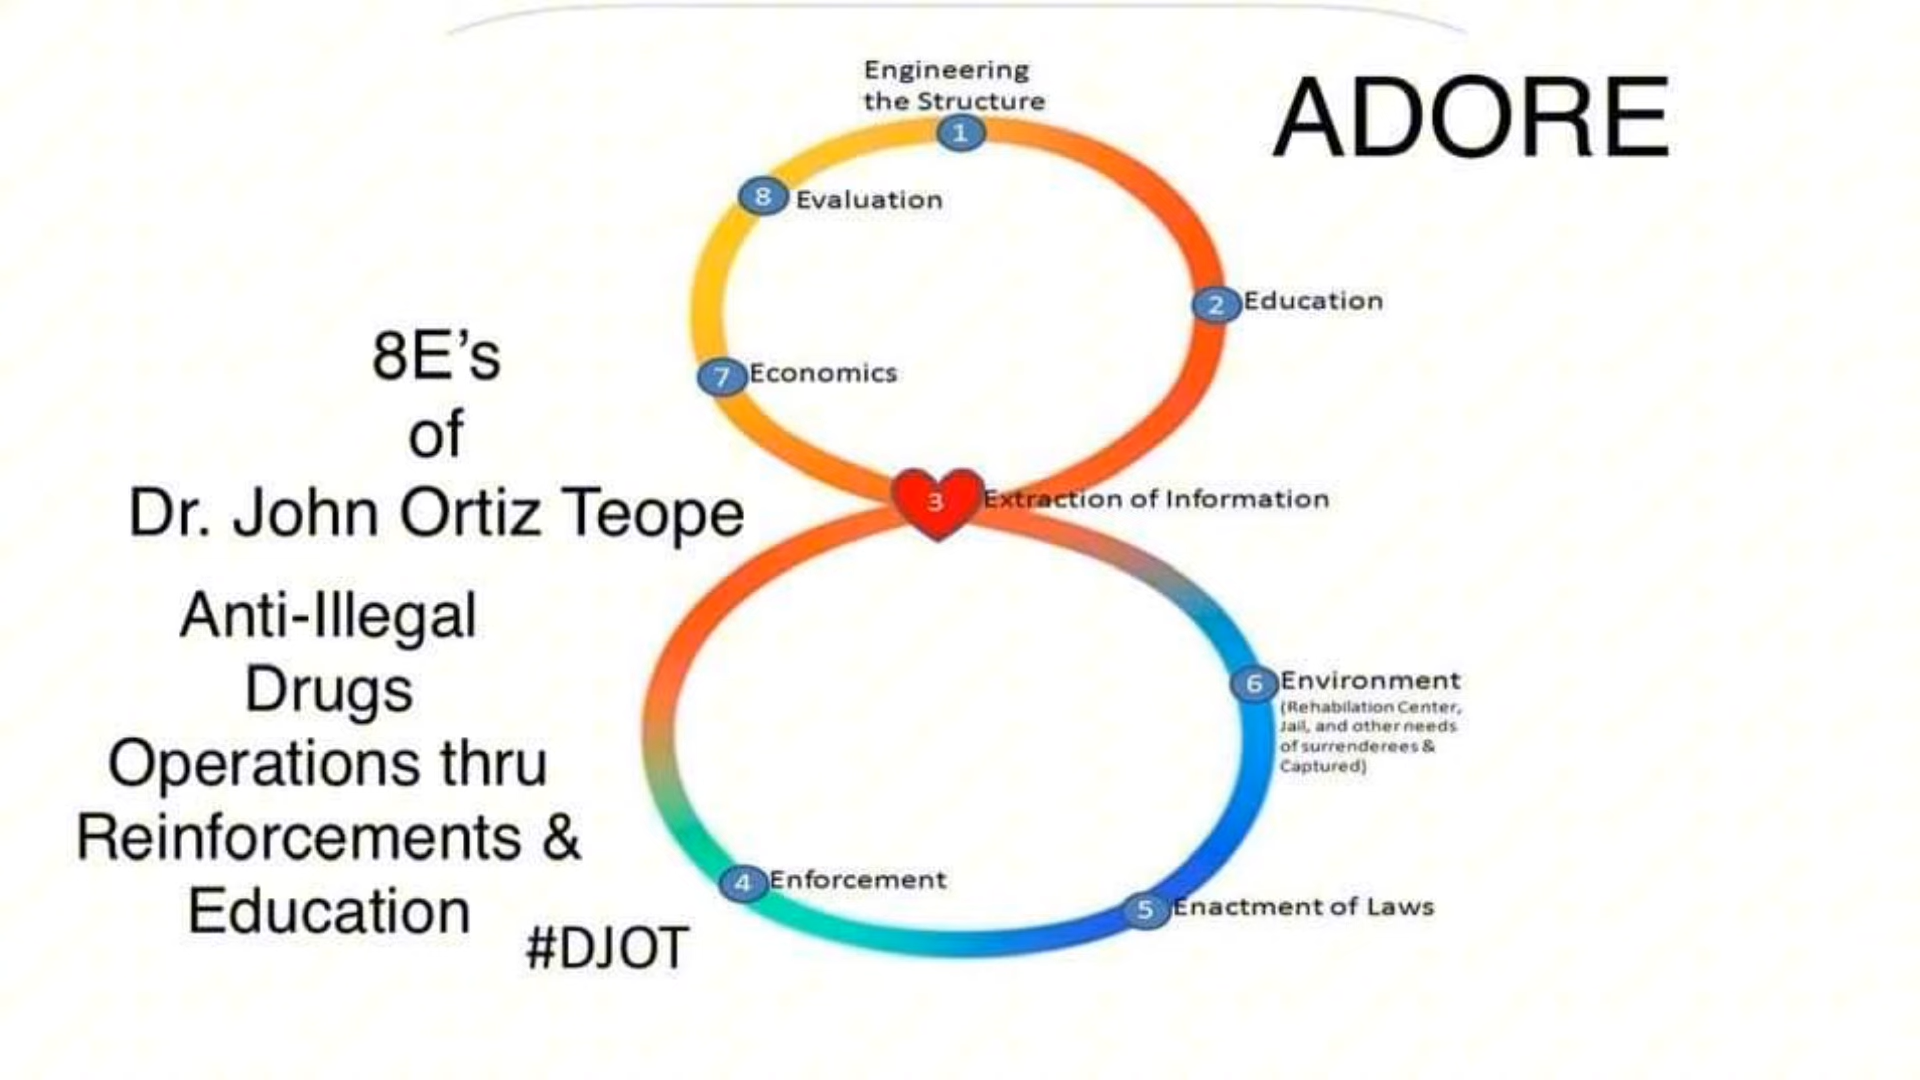 Engineering
the Structure
1
ADORE
8
Evaluation
2
Education
8E’s
of
Dr. John Ortiz Teope
7
Economics
3
Extraction of Information
Anti-Illegal
Drugs
Operations thru
Reinforcements &
Education
#DJOT
6
Environment
(Rehabilation Center,
Jail, and other needs
of surrenderees &
Captured)
4
Enforcement
5
Enactment of Laws